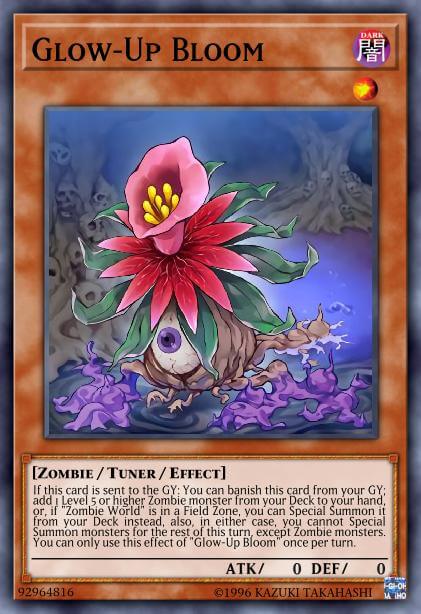 Glow-Up Bloom
DARK
闇
[Zombie / Tuner / Effect]
If this card is sent to the GY: You can banish this card from your GY;
add 1 Level 5 or higher Zombie monster from your Deck to your hand,
or, if "Zombie World" is in a Field Zone, you can Special Summon it
from your Deck instead, also, in either case, you cannot Special
Summon monsters for the rest of this turn, except Zombie monsters.
You can only use this effect of "Glow-Up Bloom" once per turn.
ATK/ 0 DEF/ 0
92964816 ©1996 KAZUKI TAKAHASHI